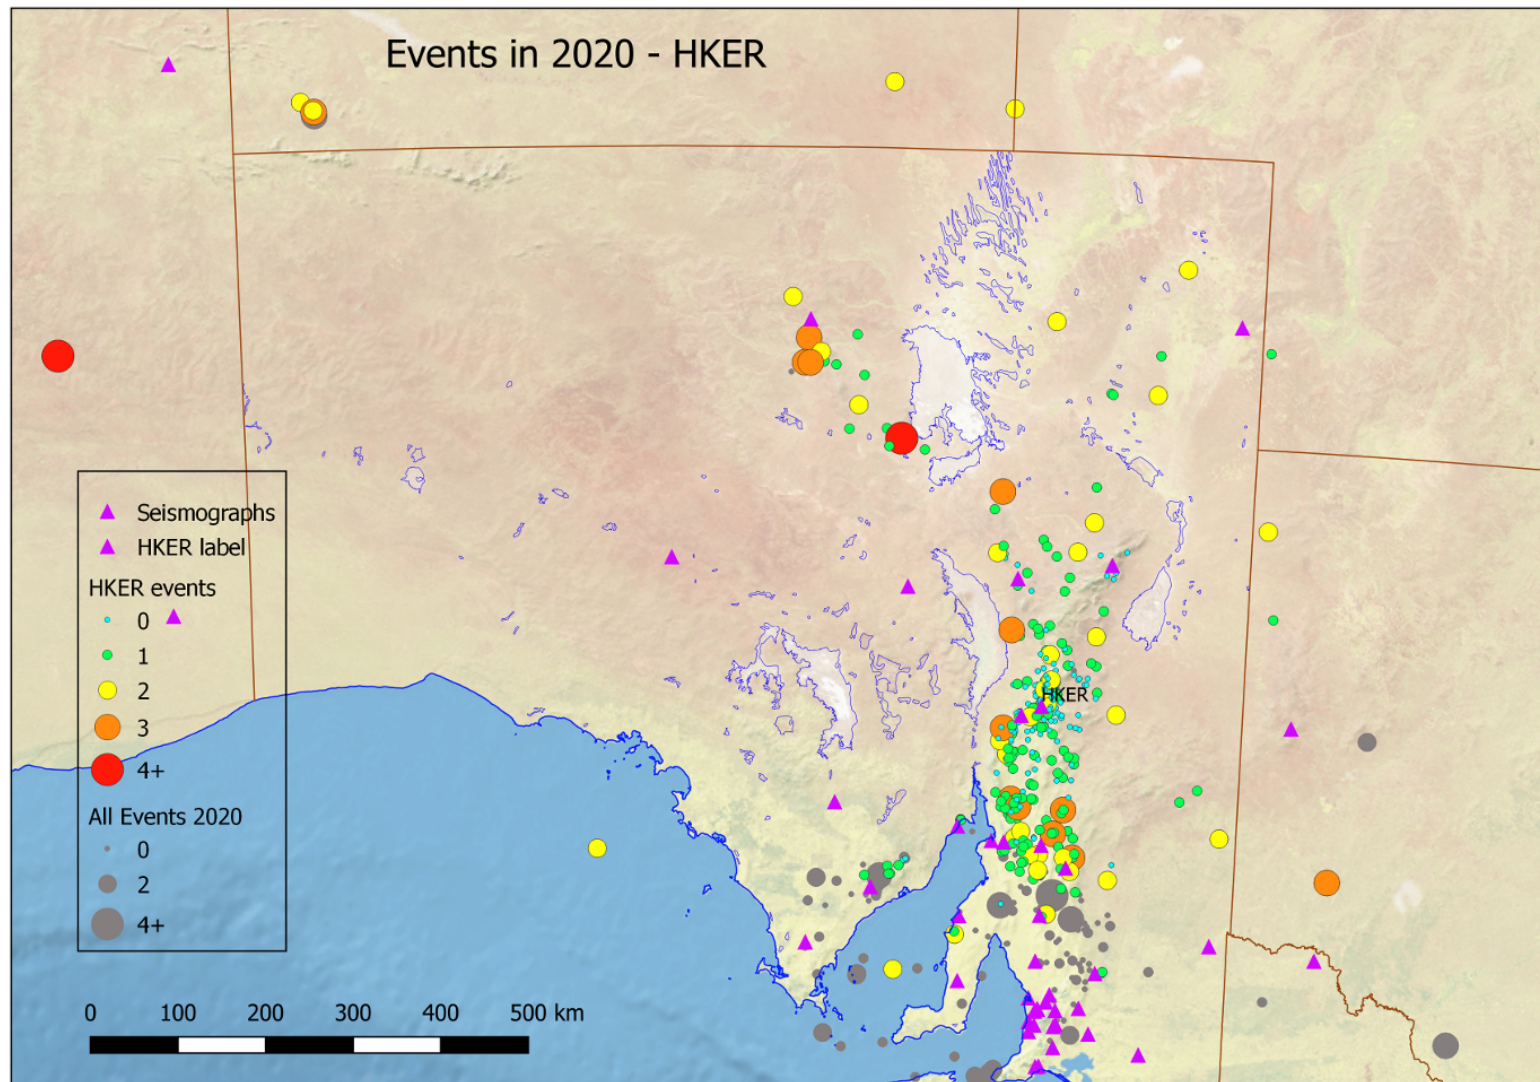 Events in 2020 - HKER
HKER
Seismographs
HKER label
HKER events
0
1
2
3
4+
All Events 2020
0
2
4+
0 100 200 300 400 500 km